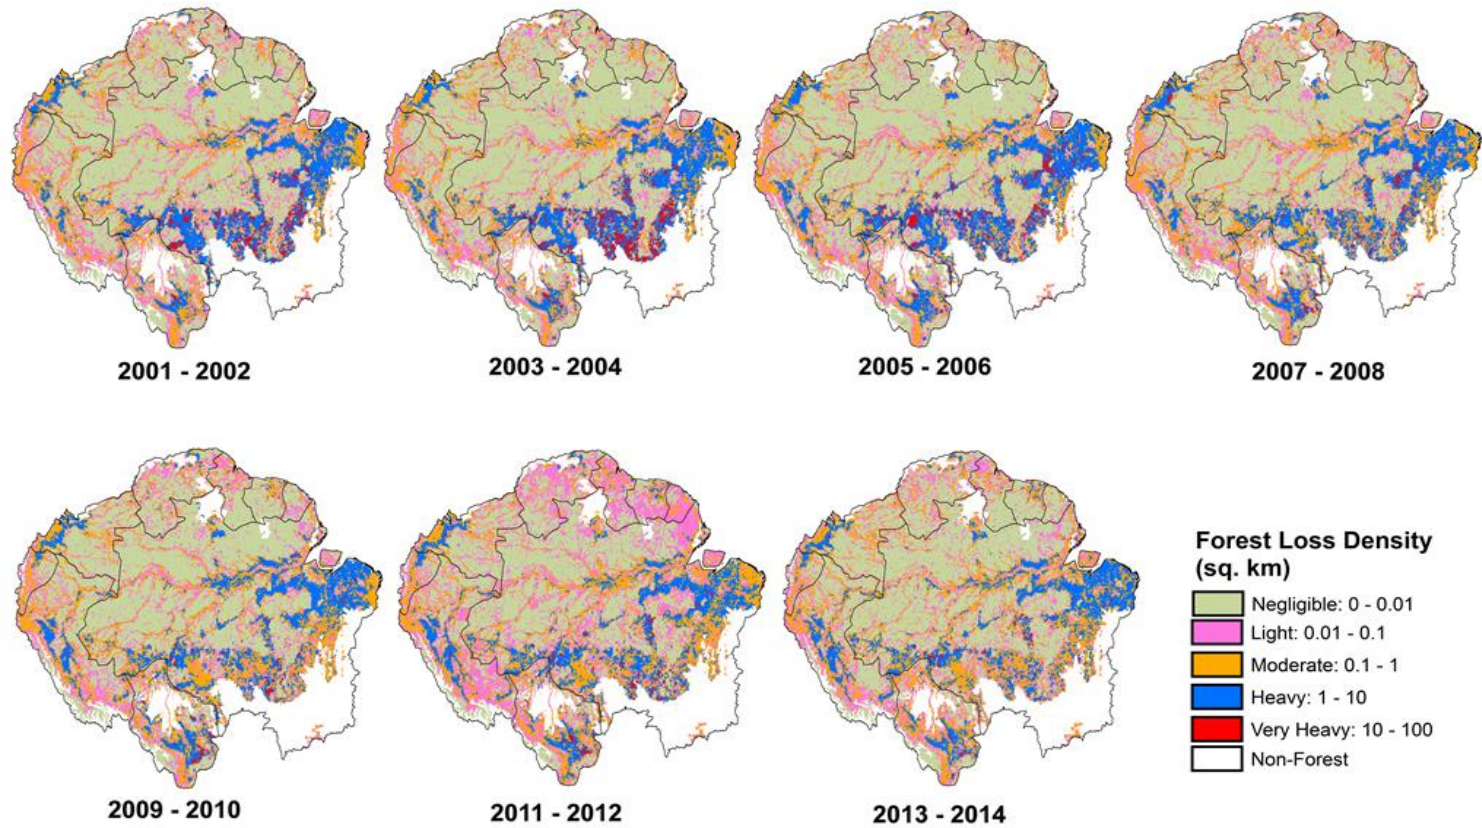 2001 - 2002
2003 - 2004
2005 - 2006
2007 - 2008
2009 - 2010
2011 - 2012
2013 - 2014
Forest Loss Density
(sq. km)
Negligible: 0 - 0.01
Light: 0.01 - 0.1
Moderate: 0.1 - 1
Heavy: 1 - 10
Very Heavy: 10 - 100
Non-Forest